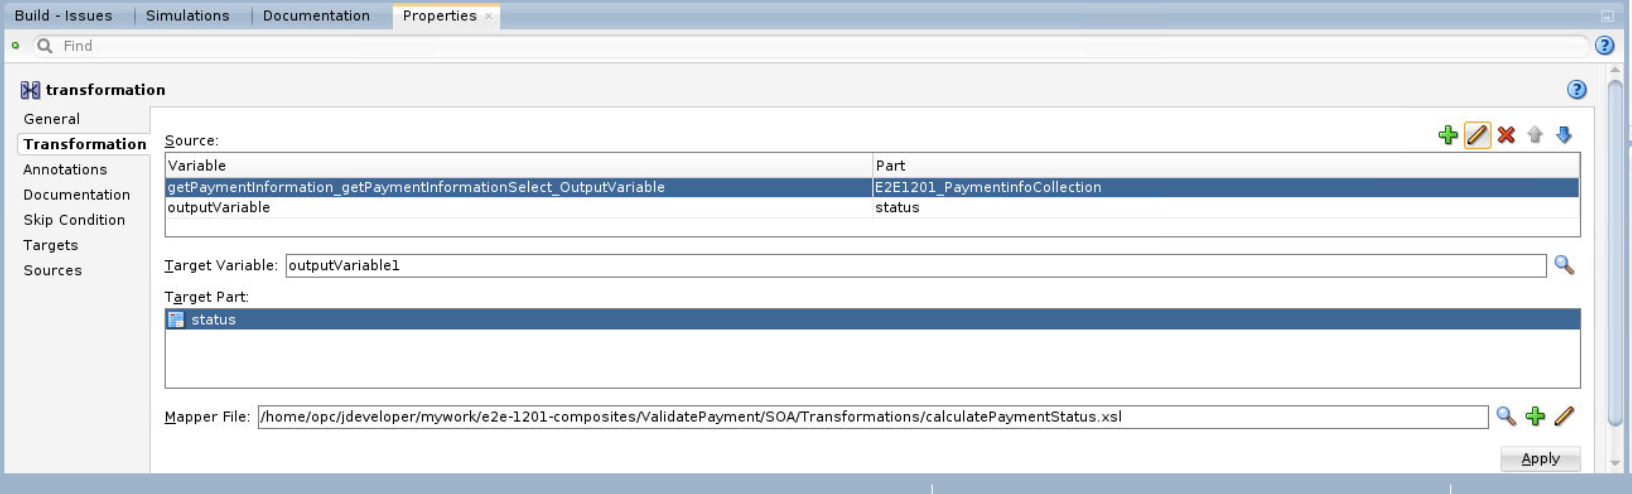 Build - Issues Simulations Documentation Properties ×
Find
transformation
General
Transformation
Annotations
Documentation
Skip Condition
Targets
Sources
Source:
Variable Part
getPaymentInformation_getPaymentInformationSelect_OutputVariable E2E1201_PaymentinfoCollection
outputVariable status
Target Variable: outputVariable1
Target Part:
status
Mapper File: /home/opc/jdeveloper/mywork/e2e-1201-composites/ValidatePayment/SOA/Transformations/calculatePaymentStatus.xsl
Apply